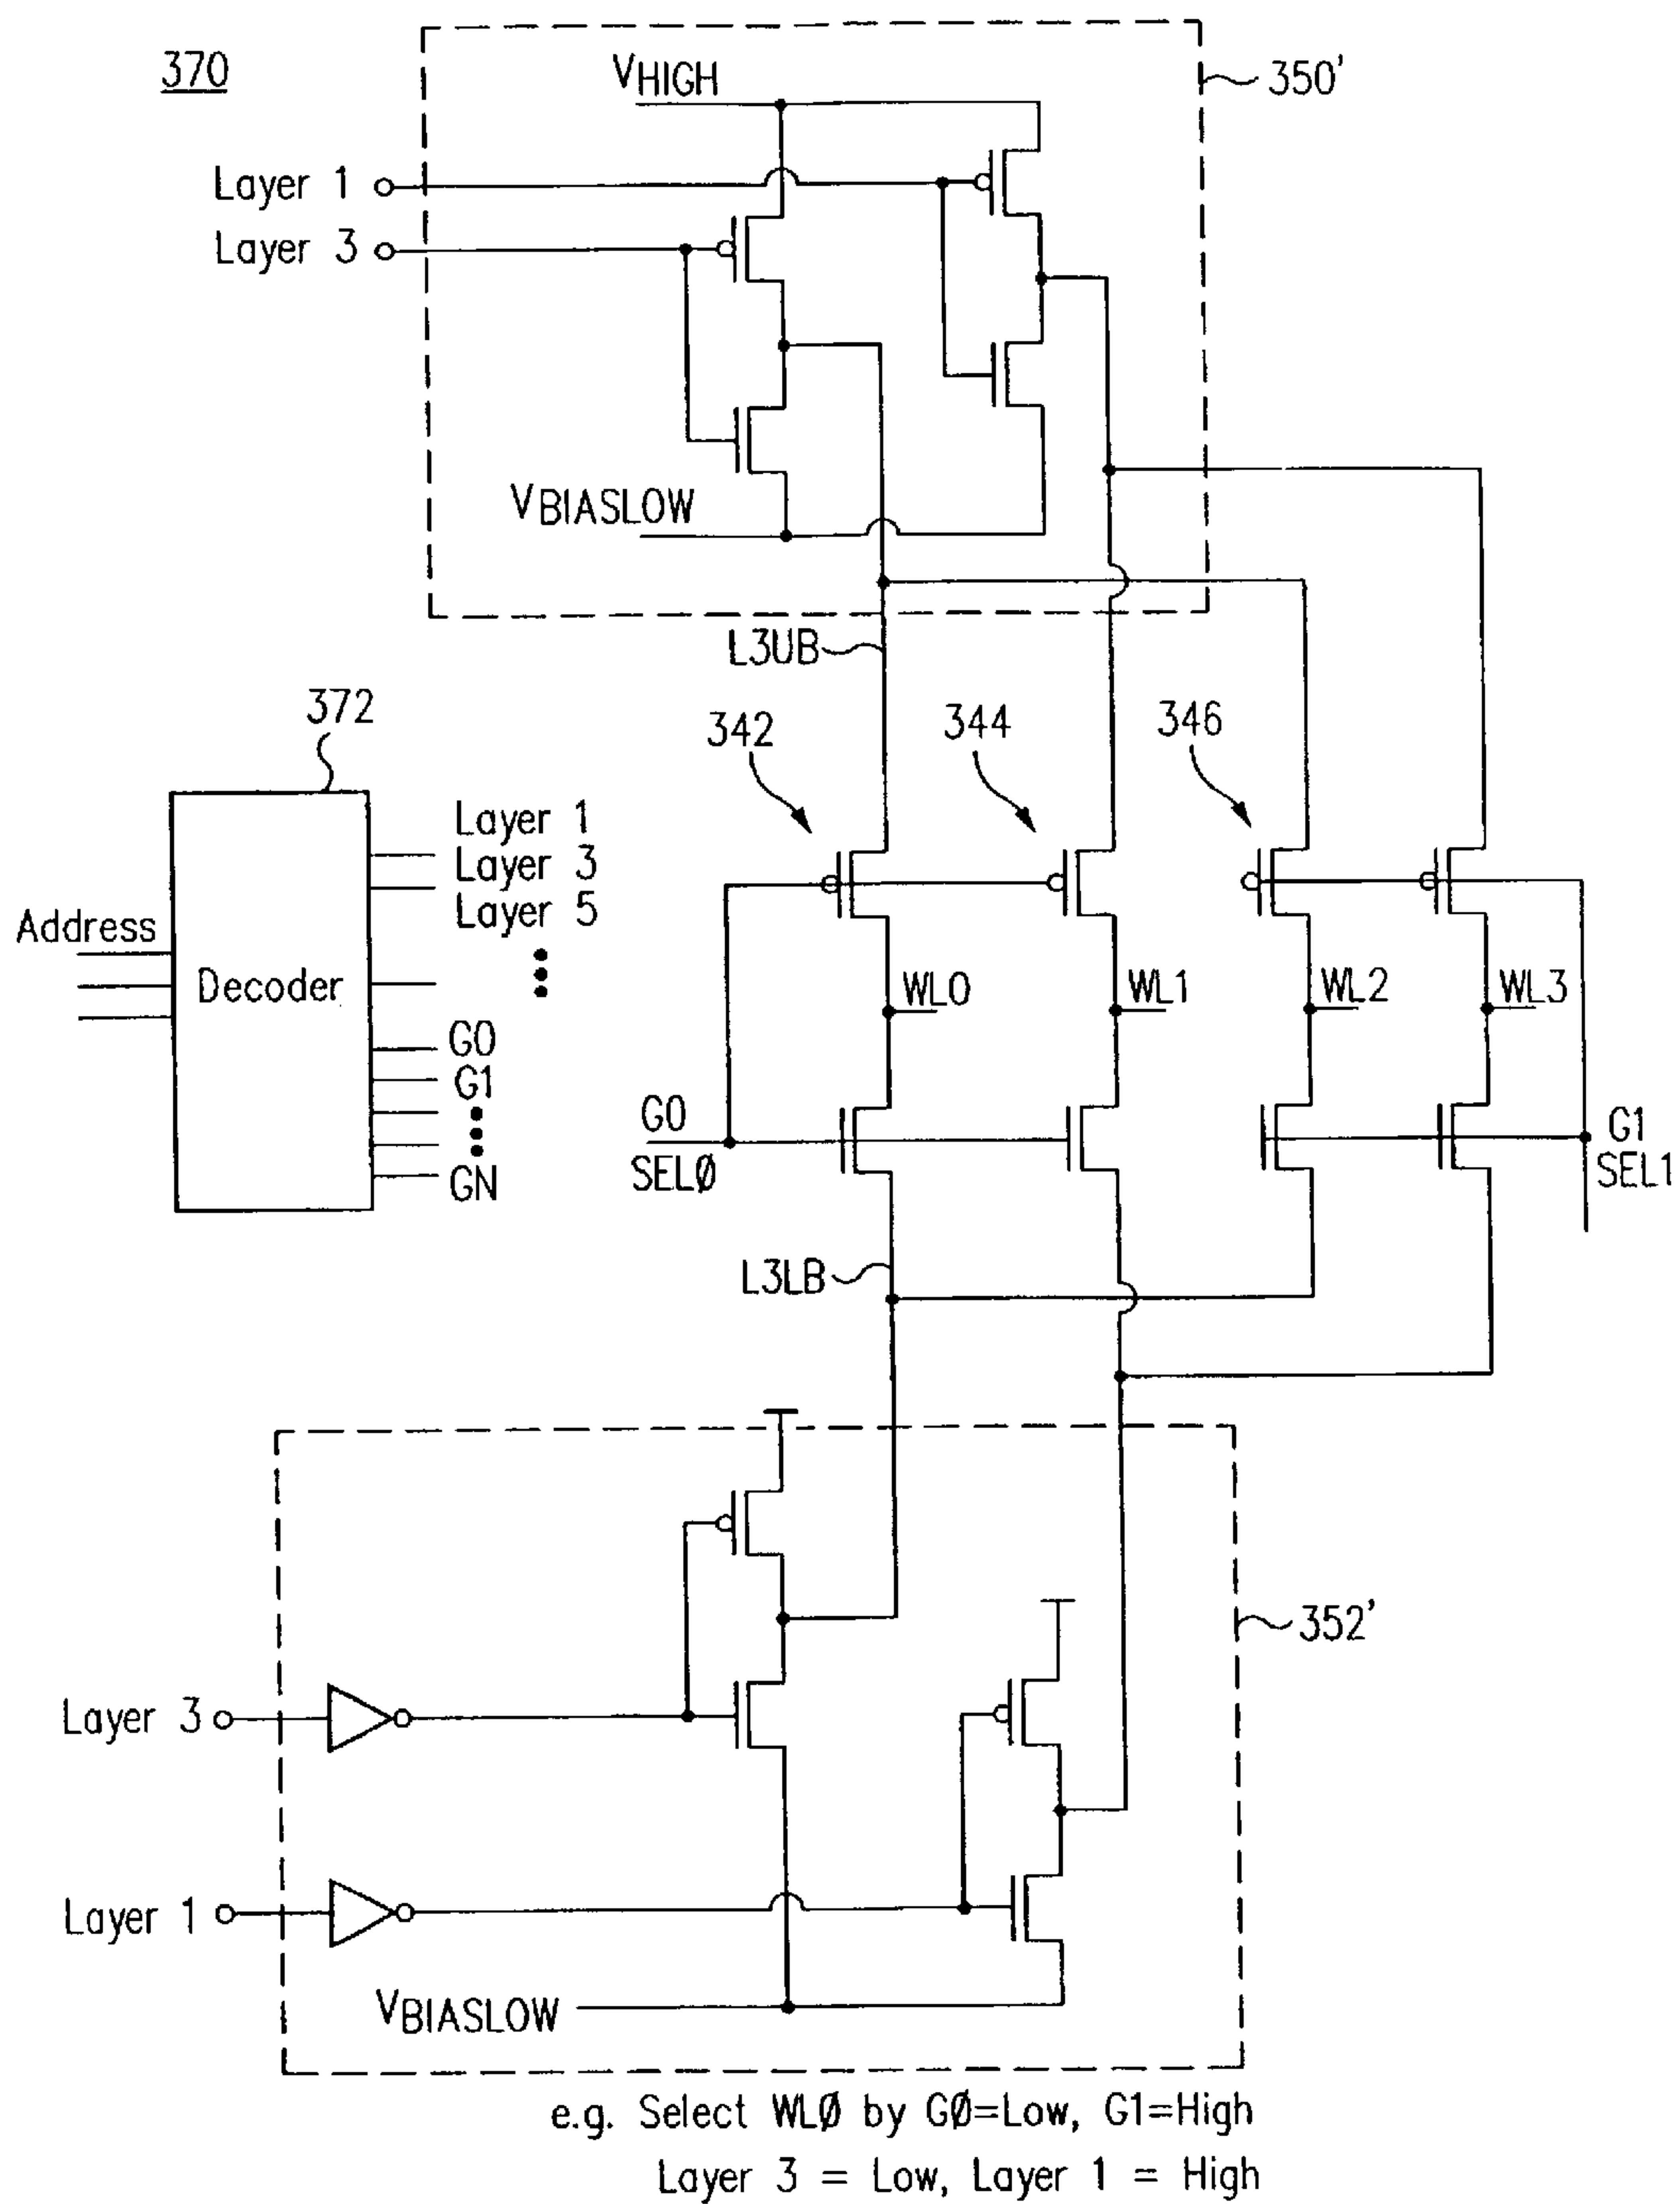 370
VHIGH
350'
Layer 1
Layer 3
VBIASLOW
L3UB
372
342
344
346
Layer 1
Layer 3
Layer 5
Address
Decoder
WL0
WL1
WL2
WL3
G0
G1
GN
G0
SELØ
G1
SEL1
L3LB
352'
Layer 3
Layer 1
VBIASLOW
e.g. Select WLØ by GØ=Low, G1=High
Layer 3 = Low, Layer 1 = High